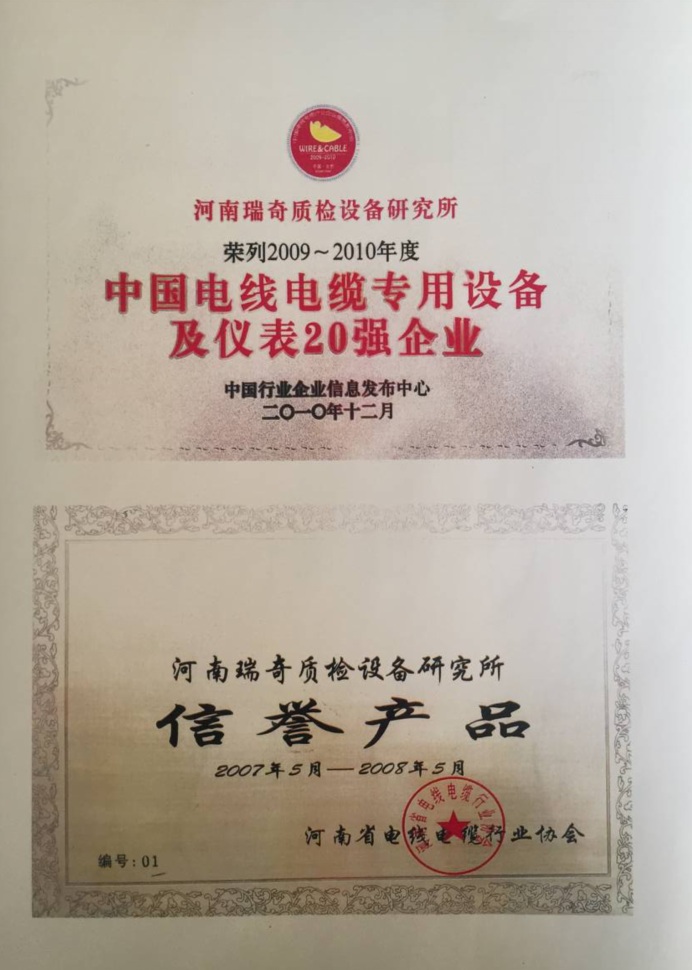 WIRE&CABLE
2009-2010
河南瑞奇质检设备研究所
荣列2009～2010年度
中国电线电缆专用设备
及仪表20强企业
中国行业企业信息发布中心
二〇一〇年十二月
河南瑞奇质检设备研究所
信誉产品
2007年5月—2008年5月
河南省电线电缆行业协会
编号:01